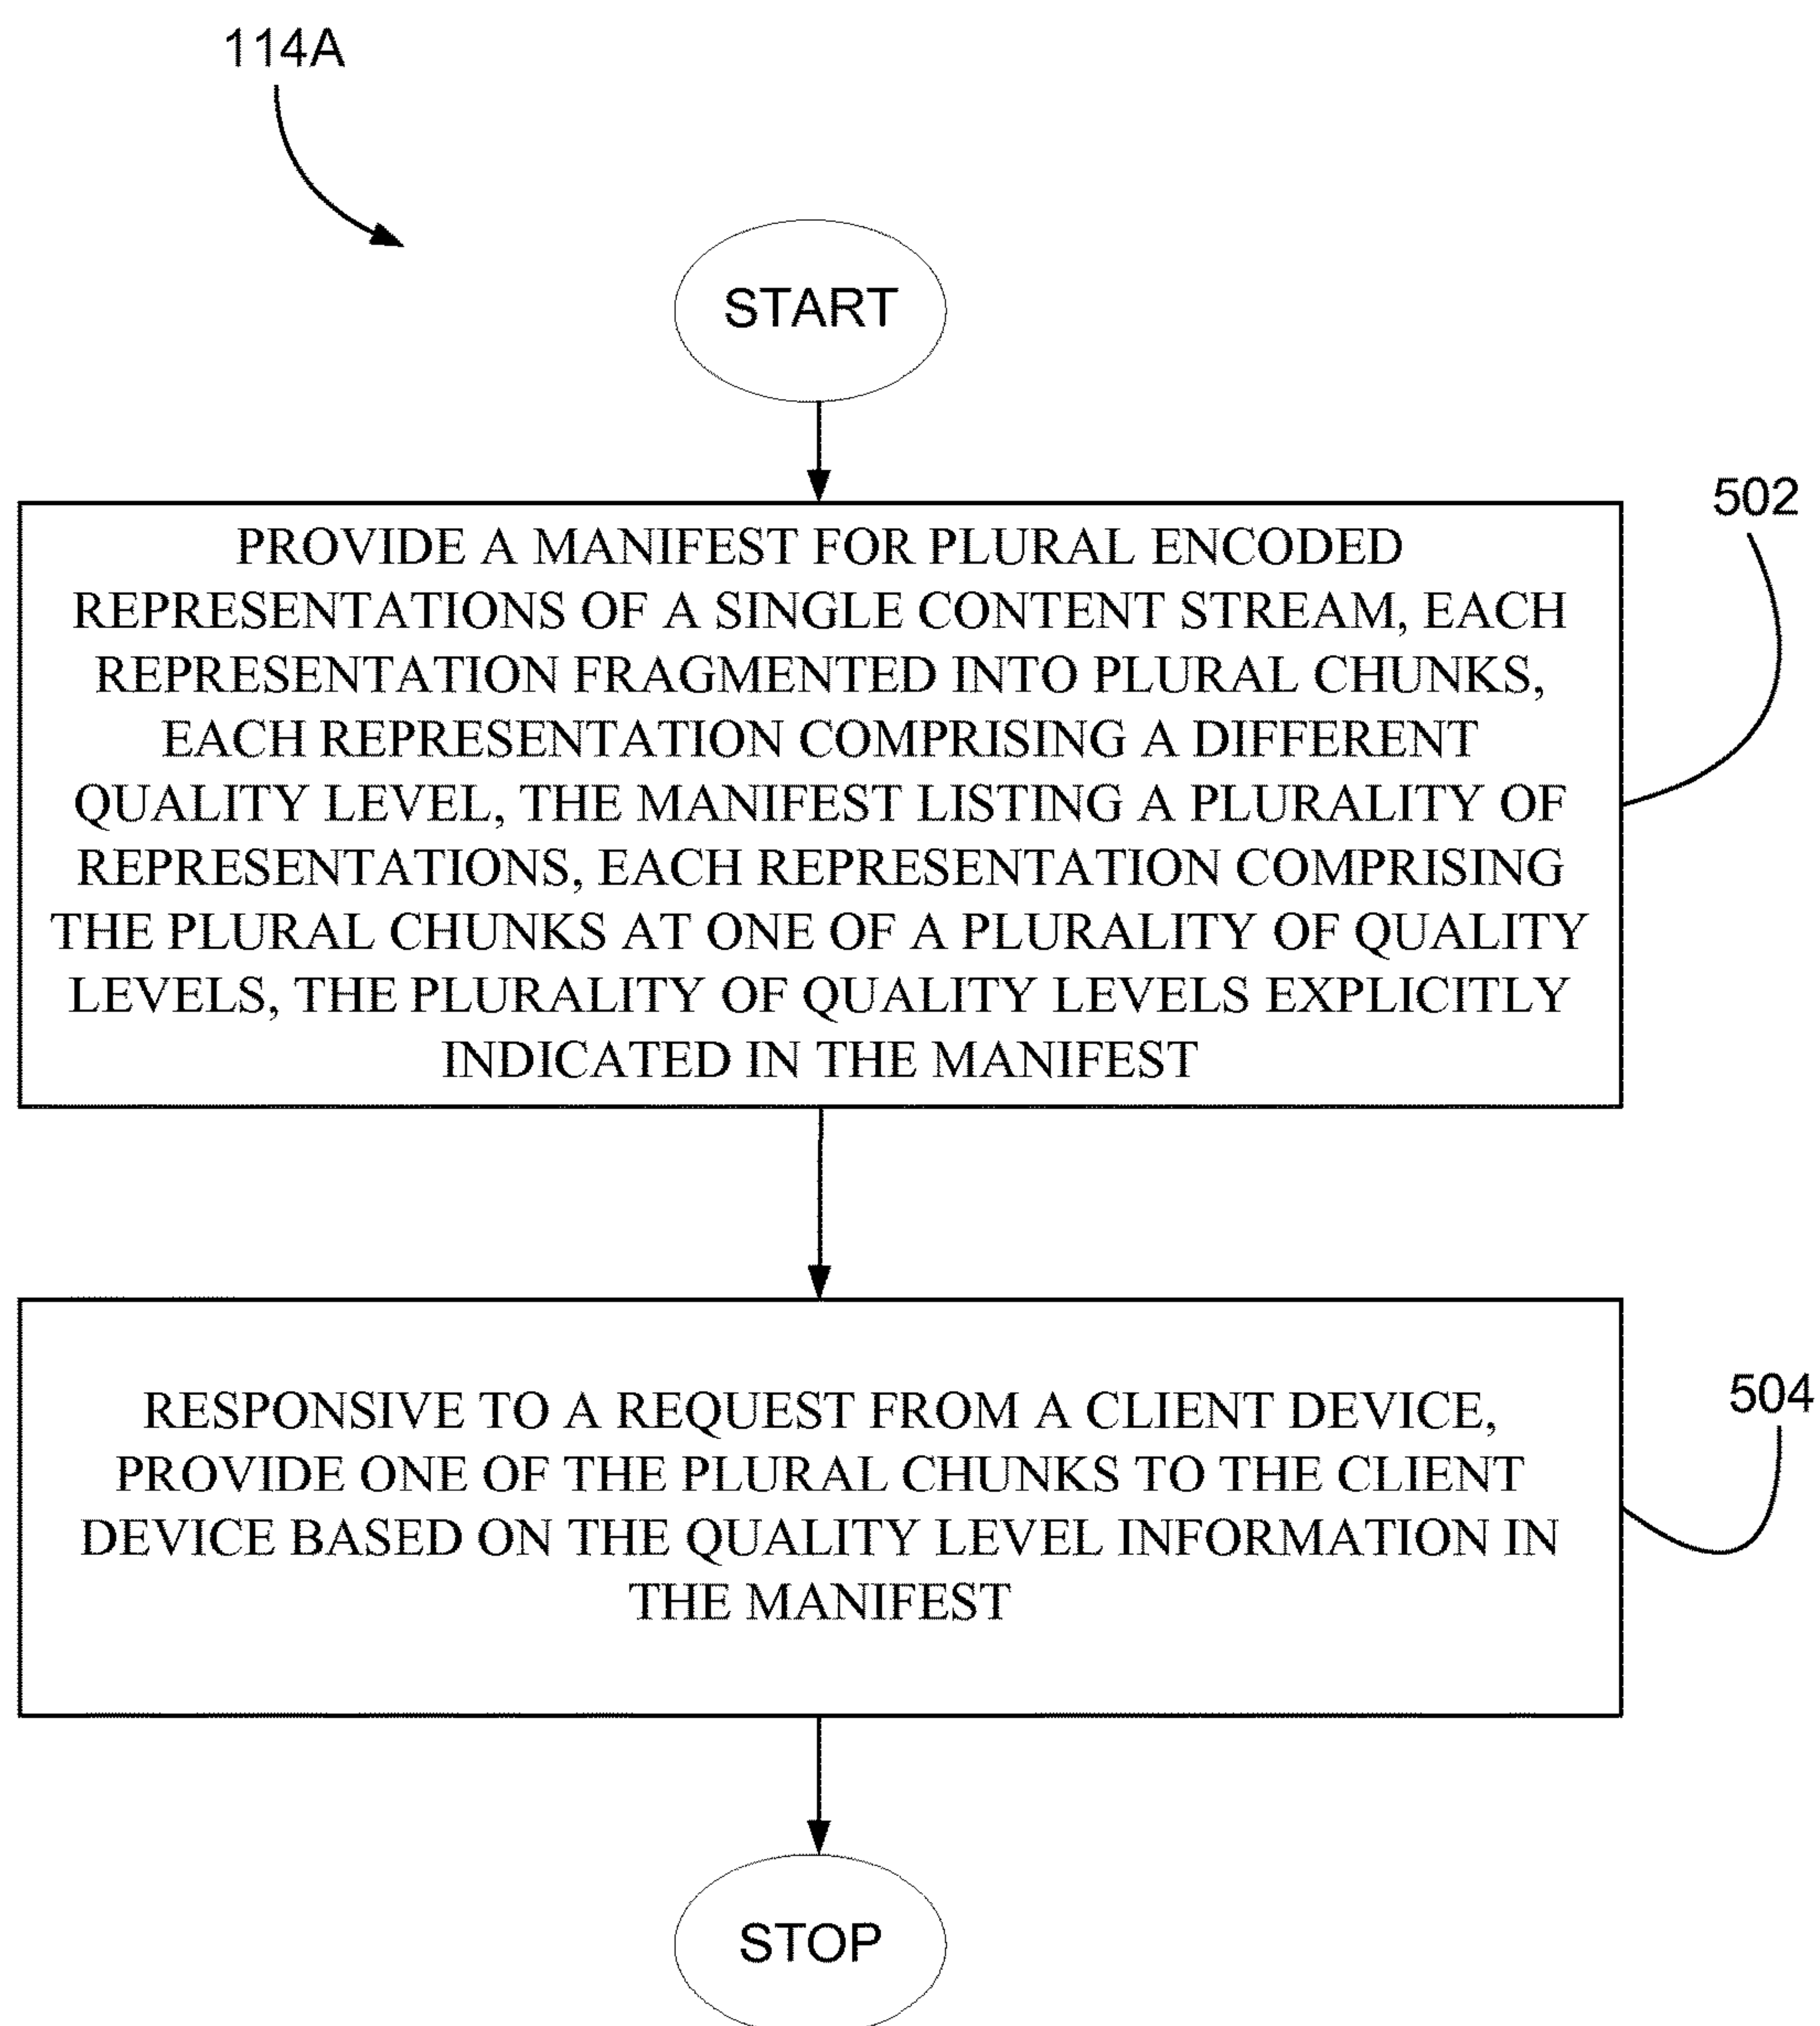 114A
START
502
PROVIDE A MANIFEST FOR PLURAL ENCODED
REPRESENTATIONS OF A SINGLE CONTENT STREAM, EACH
REPRESENTATION FRAGMENTED INTO PLURAL CHUNKS,
EACH REPRESENTATION COMPRISING A DIFFERENT
QUALITY LEVEL, THE MANIFEST LISTING A PLURALITY OF
REPRESENTATIONS, EACH REPRESENTATION COMPRISING
THE PLURAL CHUNKS AT ONE OF A PLURALITY OF QUALITY
LEVELS, THE PLURALITY OF QUALITY LEVELS EXPLICITLY
INDICATED IN THE MANIFEST
504
RESPONSIVE TO A REQUEST FROM A CLIENT DEVICE,
PROVIDE ONE OF THE PLURAL CHUNKS TO THE CLIENT
DEVICE BASED ON THE QUALITY LEVEL INFORMATION IN
THE MANIFEST
STOP